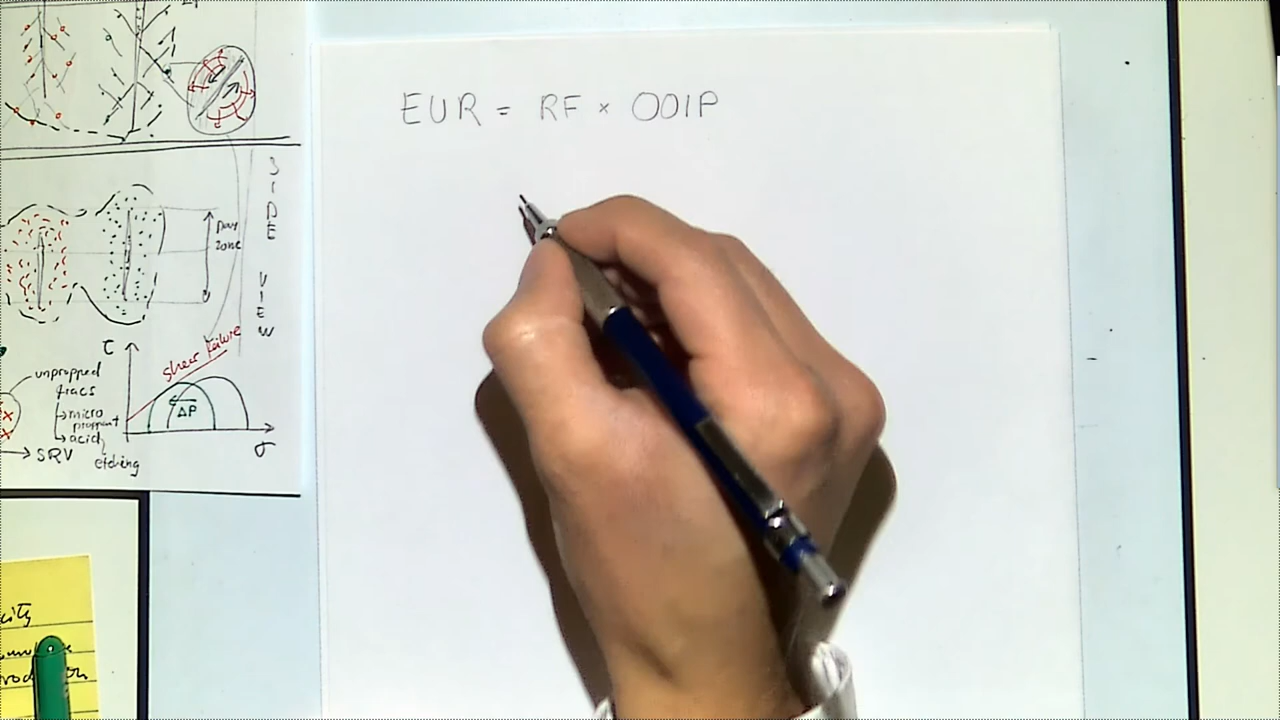 EUR = RF × OOIP
SIDE VIEW
Pay
zone
τ
shear failure
ΔP
σ
unpropped
fracs
→ micro
proppant
→ acid
etching
→ SRV